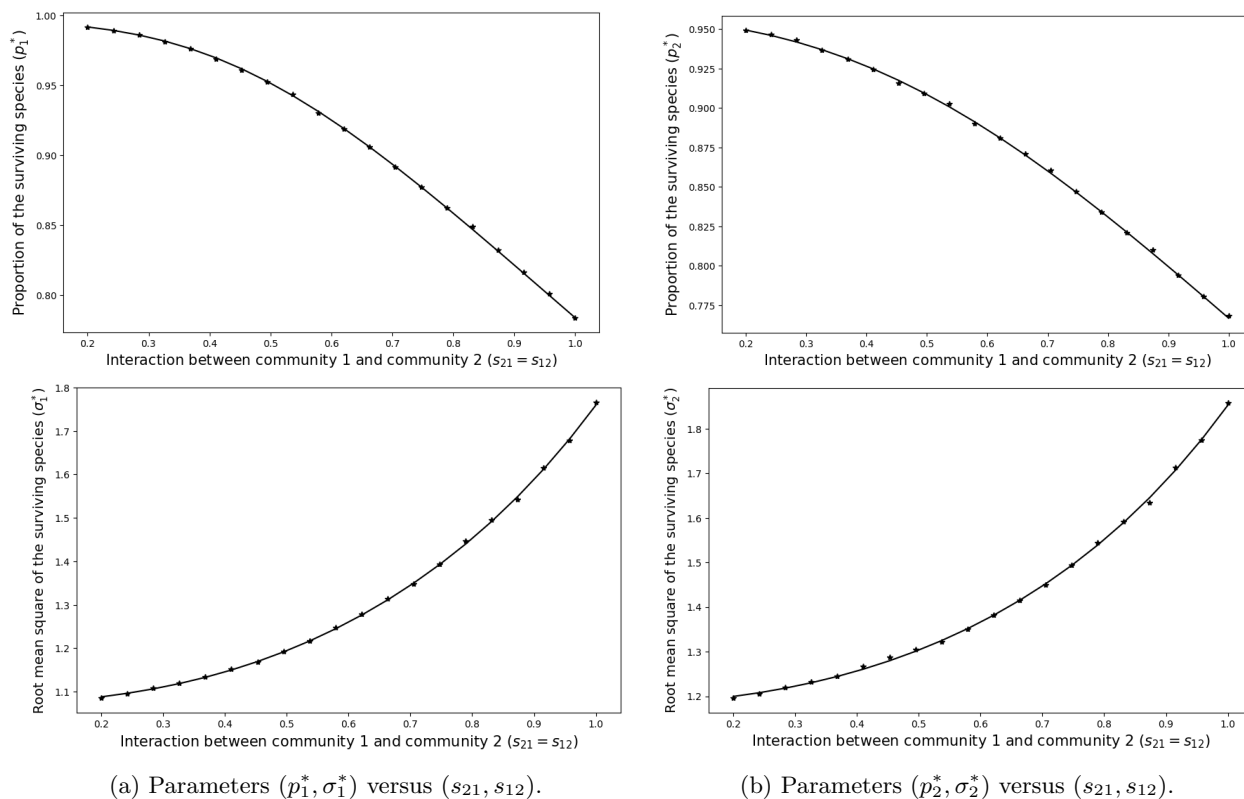 Proportion of the surviving species (p₁*)
1.00
0.95
0.90
0.85
0.80
0.2 0.3 0.4 0.5 0.6 0.7 0.8 0.9 1.0
Interaction between community 1 and community 2 (s₂₁ = s₁₂)
Proportion of the surviving species (p₂*)
0.950
0.925
0.900
0.875
0.850
0.825
0.800
0.775
0.2 0.3 0.4 0.5 0.6 0.7 0.8 0.9 1.0
Interaction between community 1 and community 2 (s₂₁ = s₁₂)
Root mean square of the surviving species (σ₁*)
1.8
1.7
1.6
1.5
1.4
1.3
1.2
1.1
0.2 0.3 0.4 0.5 0.6 0.7 0.8 0.9 1.0
Interaction between community 1 and community 2 (s₂₁ = s₁₂)
Root mean square of the surviving species (σ₂*)
1.8
1.7
1.6
1.5
1.4
1.3
1.2
0.2 0.3 0.4 0.5 0.6 0.7 0.8 0.9 1.0
Interaction between community 1 and community 2 (s₂₁ = s₁₂)
(a) Parameters (p₁*, σ₁*) versus (s₂₁, s₁₂).
(b) Parameters (p₂*, σ₂*) versus (s₂₁, s₁₂).